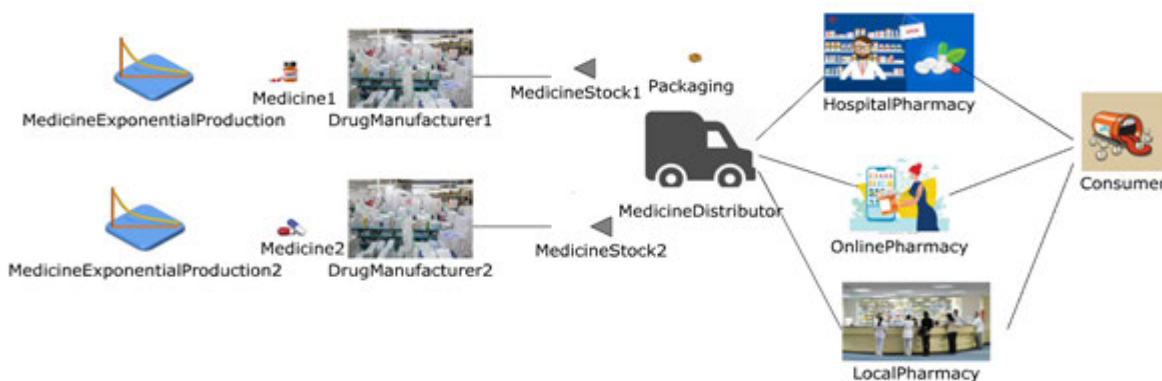 MedicineExponentialProduction
Medicine1
DrugManufacturer1
MedicineStock1
Packaging
HospitalPharmacy
Consumer
MedicineExponentialProduction2
Medicine2
DrugManufacturer2
MedicineStock2
MedicineDistributor
OnlinePharmacy
LocalPharmacy